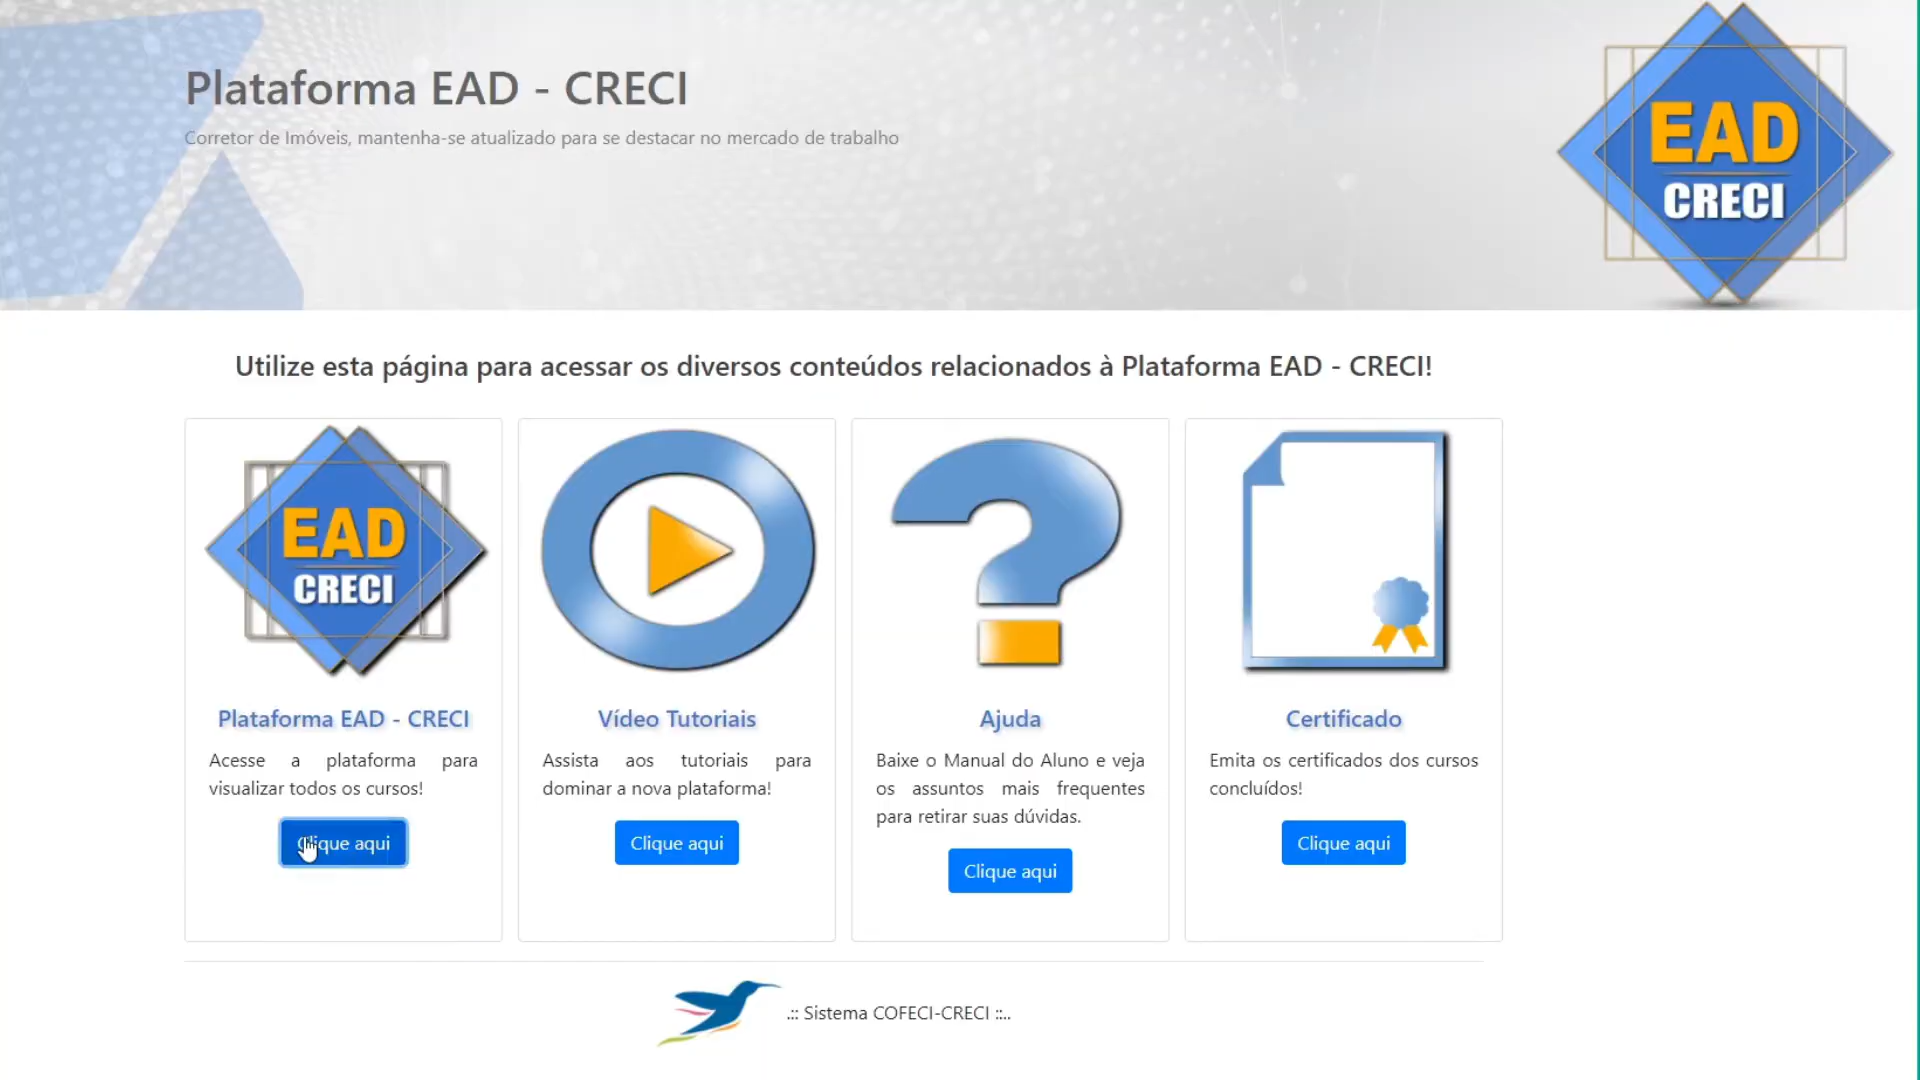 Plataforma EAD - CRECI
Corretor de Imóveis, mantenha-se atualizado para se destacar no mercado de trabalho
EAD
CRECI
Utilize esta página para acessar os diversos conteúdos relacionados à Plataforma EAD - CRECI!
EAD
CRECI
Plataforma EAD - CRECI
Acesse a plataforma para
visualizar todos os cursos!
Clique aqui
Vídeo Tutoriais
Assista aos tutoriais para
dominar a nova plataforma!
Clique aqui
Ajuda
Baixe o Manual do Aluno e veja
os assuntos mais frequentes
para retirar suas dúvidas.
Clique aqui
Certificado
Emita os certificados dos cursos
concluídos!
Clique aqui
.:: Sistema COFECI-CRECI ::..